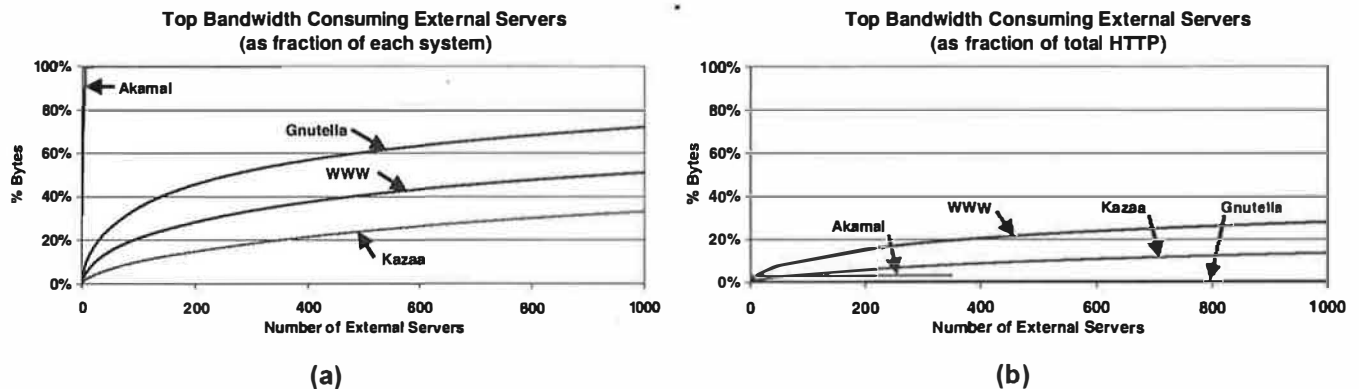 Top Bandwidth Consuming External Servers
(as fraction of each system)
100%
80%
60%
40%
20%
0%
% Bytes
Akamal
Gnutella
WWW
Kazaa
0 200 400 600 800 1000
Number of External Servers
(a)
Top Bandwidth Consuming External Servers
(as fraction of total HTTP)
100%
80%
60%
40%
20%
0%
% Bytes
Akamal
WWW
Kazaa
Gnutella
0 200 400 600 800 1000
Number of External Servers
(b)